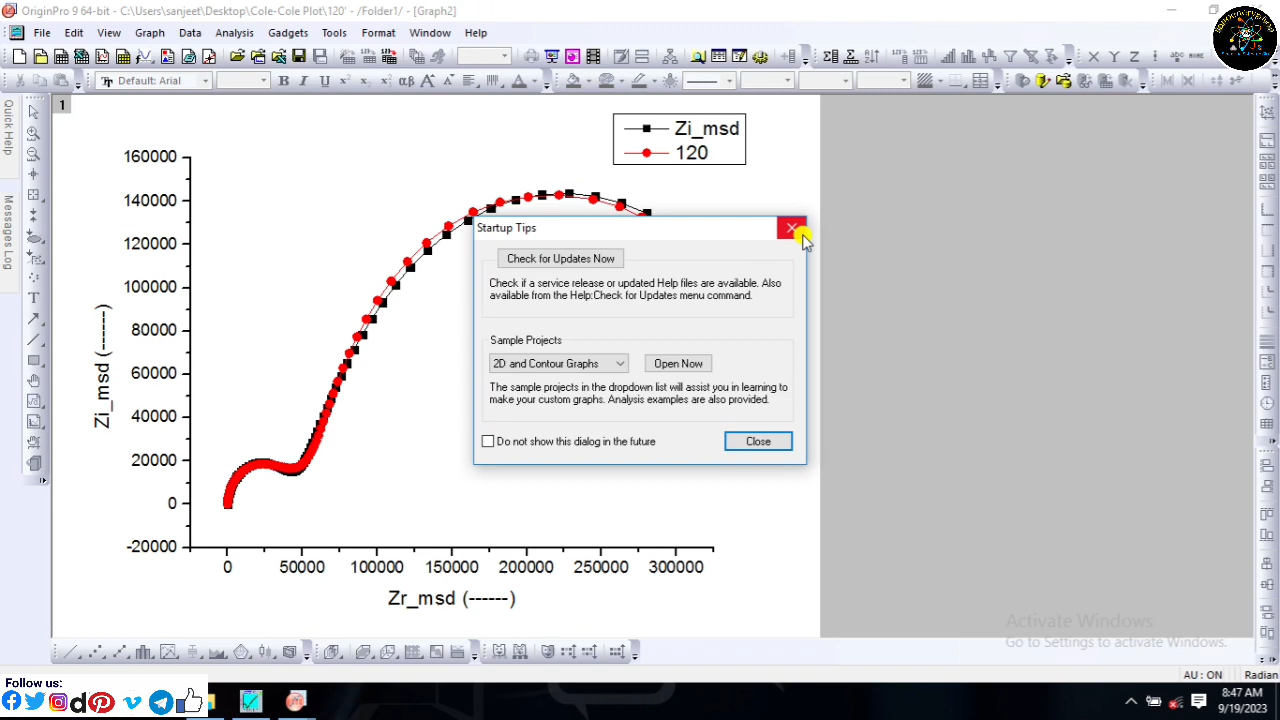 OriginPro 9 64-bit - C:\Users\sanjeet\Desktop\Cole-Cole Plot\120' - /Folder1/ - [Graph2]
File Edit View Graph Data Analysis Gadgets Tools Format Window Help
Default: Arial
B I U
αβ A A
X Y Z
1
Quick Help
Messages Log
Zi_msd
120
160000
140000
120000
100000
80000
60000
40000
20000
0
-20000
Zi_msd (------)
0 50000 100000 150000 200000 250000 300000
Zr_msd (------)
Startup Tips
Check for Updates Now
Check if a service release or updated Help files are available. Also
available from the Help:Check for Updates menu command.
Sample Projects
2D and Contour Graphs
Open Now
The sample projects in the dropdown list will assist you in learning to
make your custom graphs. Analysis examples are also provided.
Do not show this dialog in the future
Close
Activate Windows
Go to Settings to activate Windows.
AU : ON
Radian
Follow us:
8:47 AM
9/19/2023